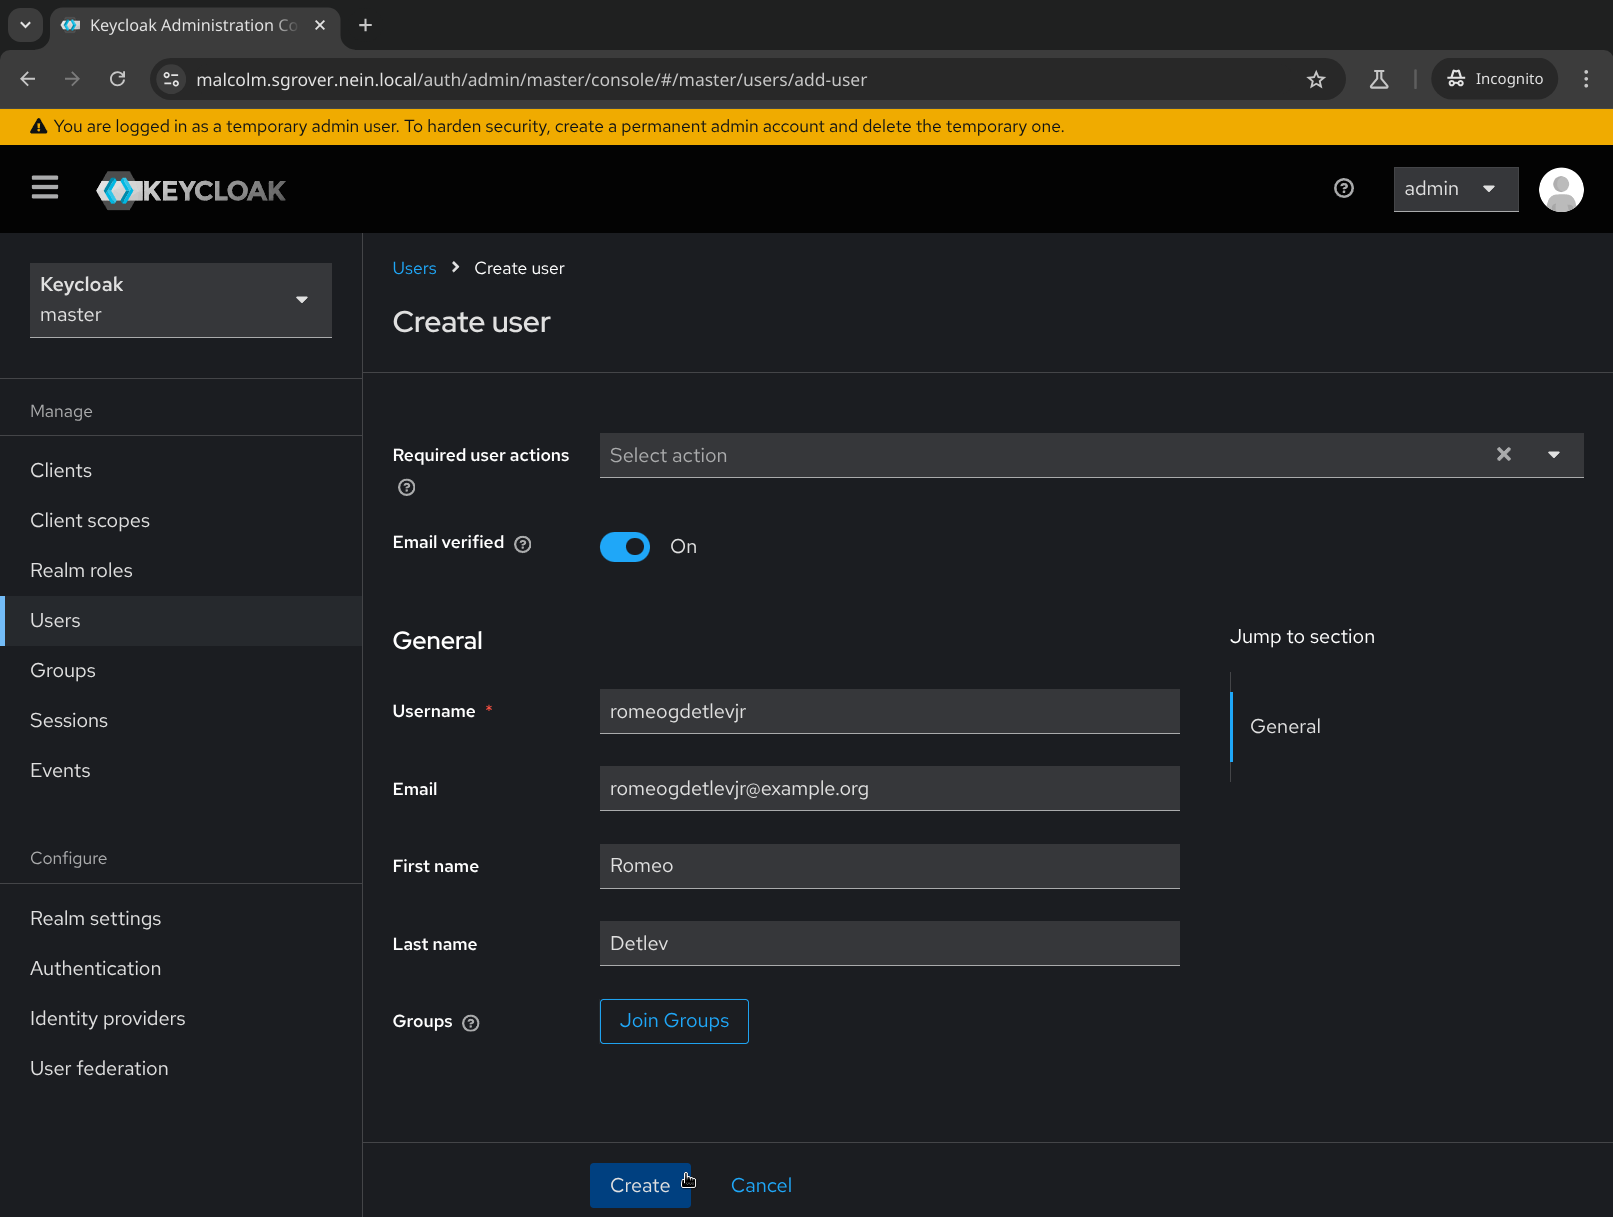 Keycloak Administration Co
malcolm.sgrover.nein.local/auth/admin/master/console/#/master/users/add-user
Incognito
You are logged in as a temporary admin user. To harden security, create a permanent admin account and delete the temporary one.
KEYCLOAK
admin
Keycloak
master
Manage
Clients
Client scopes
Realm roles
Users
Groups
Sessions
Events
Configure
Realm settings
Authentication
Identity providers
User federation
Users > Create user
Create user
Required user actions
Select action
Email verified
On
General
Username *
romeogdetlevjr
Email
romeogdetlevjr@example.org
First name
Romeo
Last name
Detlev
Groups
Join Groups
Jump to section
General
Create
Cancel